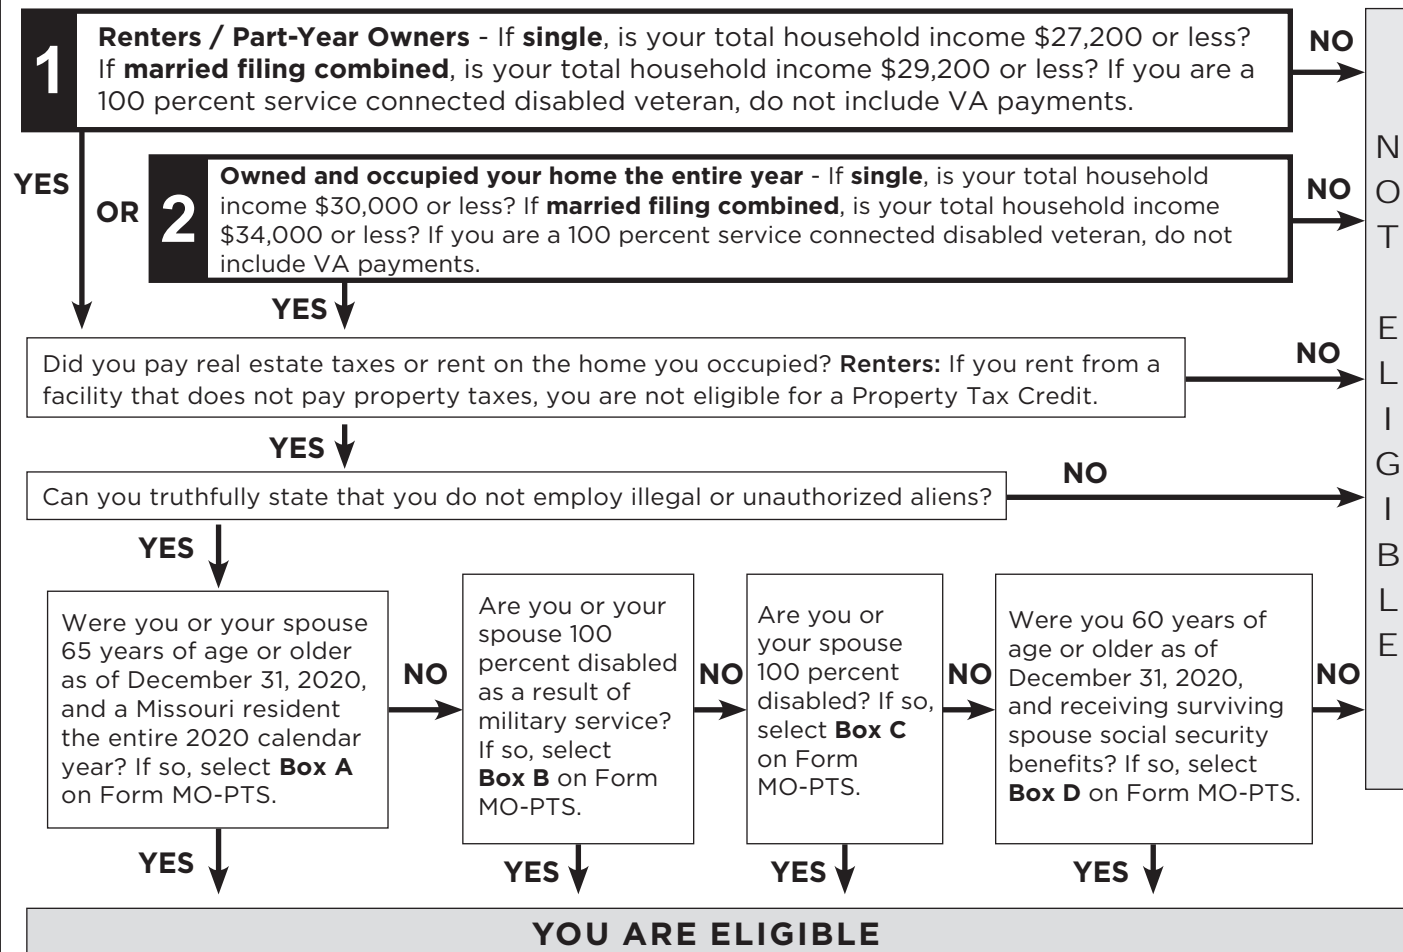 1
Renters / Part-Year Owners - If single, is your total household income $27,200 or less?
If married filing combined, is your total household income $29,200 or less? If you are a
100 percent service connected disabled veteran, do not include VA payments.
NO
YES
OR
2
Owned and occupied your home the entire year - If single, is your total household
income $30,000 or less? If married filing combined, is your total household income
$34,000 or less? If you are a 100 percent service connected disabled veteran, do not
include VA payments.
NO
YES
Did you pay real estate taxes or rent on the home you occupied? Renters: If you rent from a
facility that does not pay property taxes, you are not eligible for a Property Tax Credit.
NO
YES
Can you truthfully state that you do not employ illegal or unauthorized aliens?
NO
YES
Were you or your spouse
65 years of age or older
as of December 31, 2020,
and a Missouri resident
the entire 2020 calendar
year? If so, select Box A
on Form MO-PTS.
NO
YES
Are you or your
spouse 100
percent disabled
as a result of
military service?
If so, select
Box B on Form
MO-PTS.
NO
YES
Are you or
your spouse
100 percent
disabled? If so,
select Box C
on Form
MO-PTS.
NO
YES
Were you 60 years of
age or older as of
December 31, 2020,
and receiving surviving
spouse social security
benefits? If so, select
Box D on Form MO-PTS.
NO
YES
NOT ELIGIBLE
YOU ARE ELIGIBLE